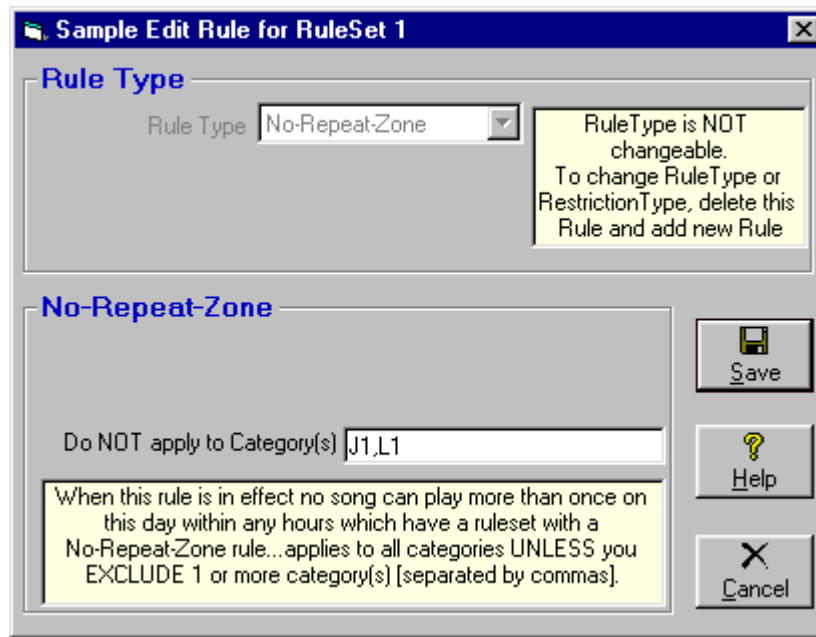 Sample Edit Rule for RuleSet 1
Rule Type
Rule Type No-Repeat-Zone
RuleType is NOT
changeable.
To change RuleType or
RestrictionType, delete this
Rule and add new Rule
No-Repeat-Zone
Save
Do NOT apply to Category(s) J1,L1
Help
When this rule is in effect no song can play more than once on
this day within any hours which have a ruleset with a
No-Repeat-Zone rule...applies to all categories UNLESS you
EXCLUDE 1 or more category(s) [separated by commas].
Cancel